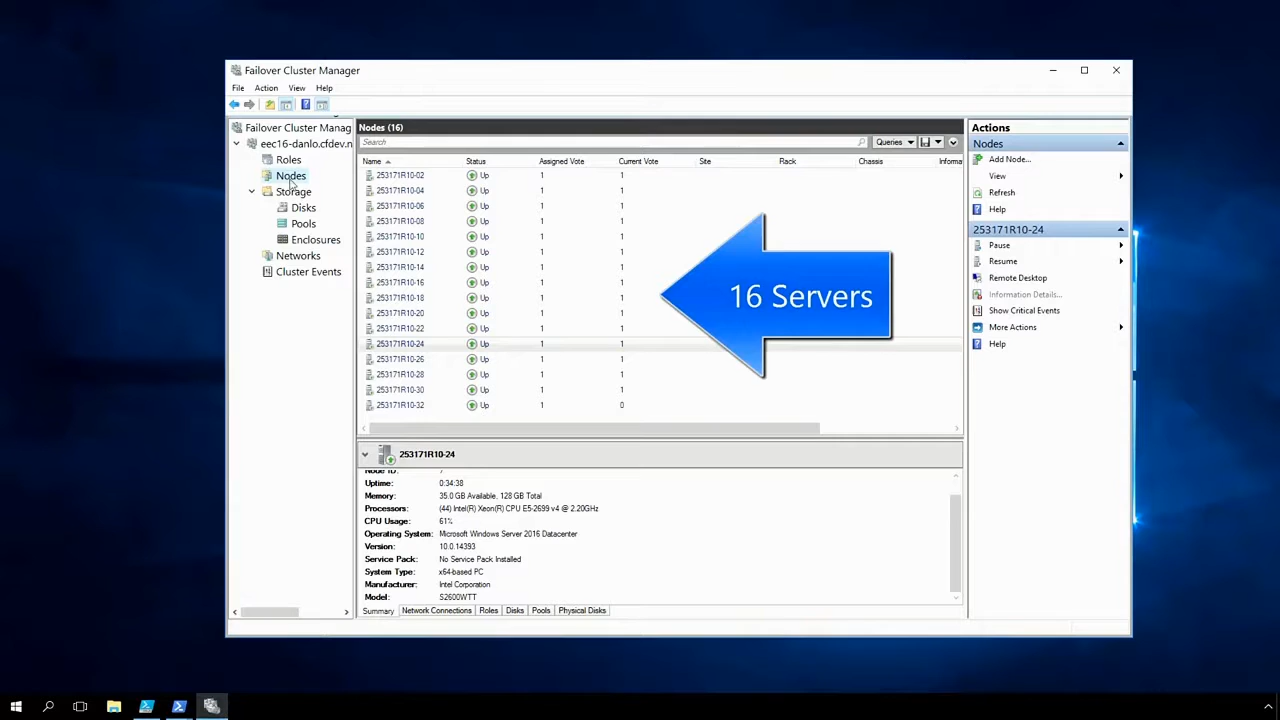 Failover Cluster Manager
File Action View Help
Failover Cluster Manag
eec16-danlo.cfdev.n
Roles
Nodes
Storage
Disks
Pools
Enclosures
Networks
Cluster Events
Nodes (16)
Search Queries
Name Status Assigned Vote Current Vote Site Rack Chassis Informa
253171R10-02 Up 1 1
253171R10-04 Up 1 1
253171R10-06 Up 1 1
253171R10-08 Up 1 1
253171R10-10 Up 1 1
253171R10-12 Up 1 1
253171R10-14 Up 1 1
253171R10-16 Up 1 1
253171R10-18 Up 1 1
253171R10-20 Up 1 1
253171R10-22 Up 1 1
253171R10-24 Up 1 1
253171R10-26 Up 1 1
253171R10-28 Up 1 1
253171R10-30 Up 1 1
253171R10-32 Up 1 0
16 Servers
253171R10-24
Node ID: 7
Uptime: 0:34:38
Memory: 35.0 GB Available, 128 GB Total
Processors: (44) Intel(R) Xeon(R) CPU E5-2699 v4 @ 2.20GHz
CPU Usage: 61%
Operating System: Microsoft Windows Server 2016 Datacenter
Version: 10.0.14393
Service Pack: No Service Pack Installed
System Type: x64-based PC
Manufacturer: Intel Corporation
Model: S2600WTT
Summary Network Connections Roles Disks Pools Physical Disks
Actions
Nodes
Add Node...
View
Refresh
Help
253171R10-24
Pause
Resume
Remote Desktop
Information Details...
Show Critical Events
More Actions
Help